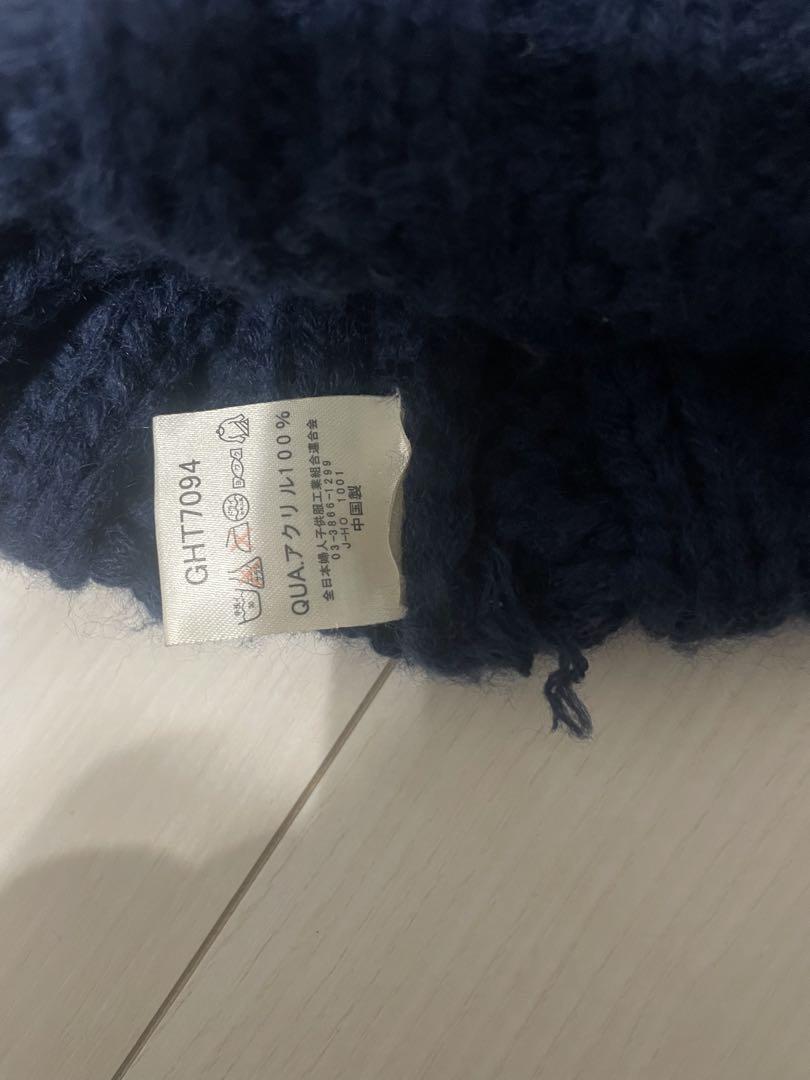 GHT7094
QUA.アクリル100%
全日本婦人子供服工業組合連合会
03-3866-1299
J-HO 1001
中国製